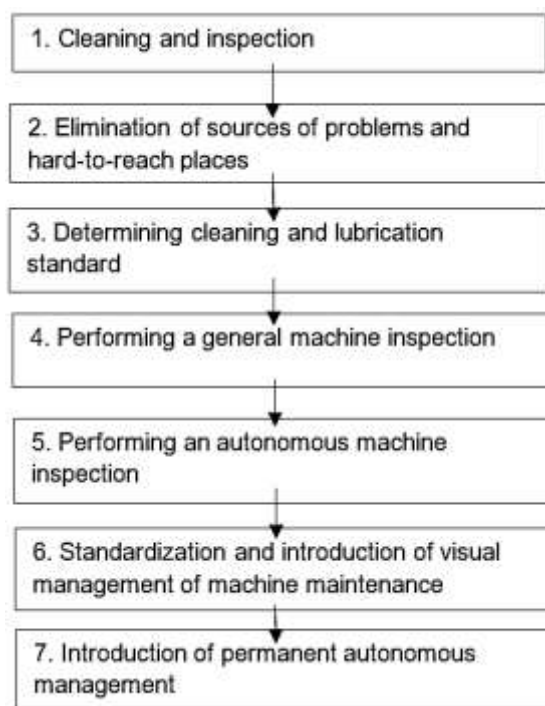 1. Cleaning and inspection
2. Elimination of sources of problems and
hard-to-reach places
3. Determining cleaning and lubrication
standard
4. Performing a general machine inspection
5. Performing an autonomous machine
inspection
6. Standardization and introduction of visual
management of machine maintenance
7. Introduction of permanent autonomous
management